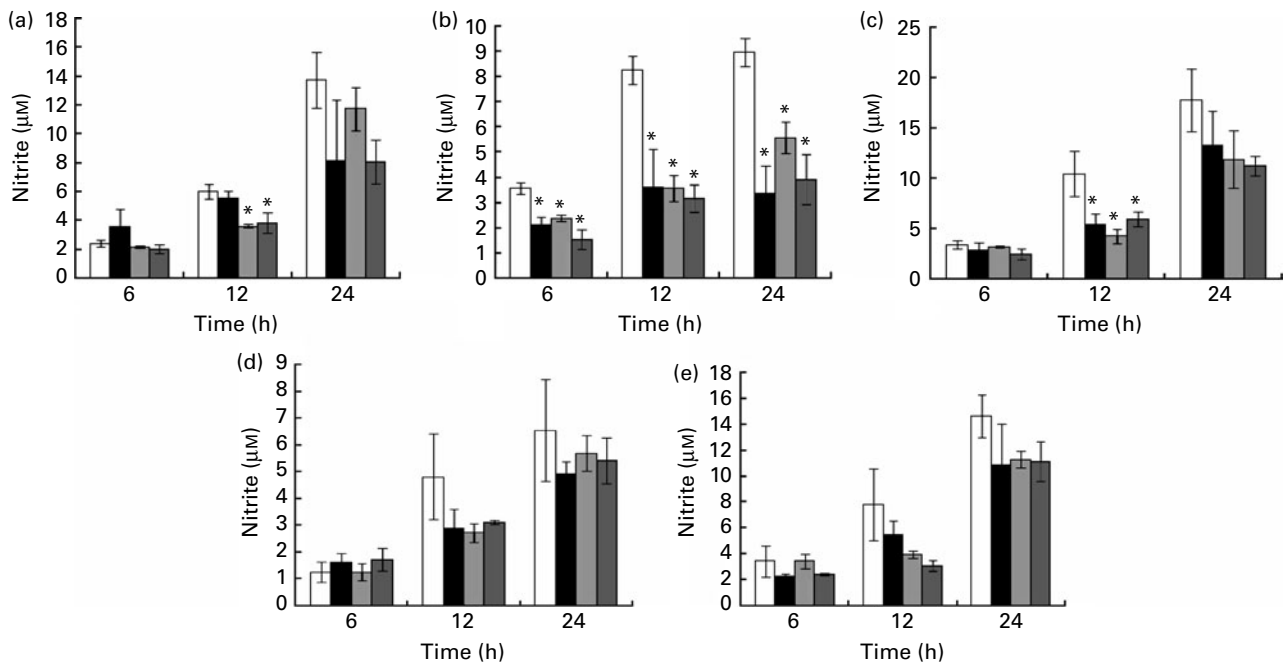 (a)
18
16
14
12
10
8
6
4
2
0
Nitrite (μM)
* *
6 12 24
Time (h)
(b)
10
9
8
7
6
5
4
3
2
1
0
Nitrite (μM)
* * *
* * *
* * *
6 12 24
Time (h)
(c)
25
20
15
10
5
0
Nitrite (μM)
* * *
6 12 24
Time (h)
(d)
9
8
7
6
5
4
3
2
1
0
Nitrite (μM)
6 12 24
Time (h)
(e)
18
16
14
12
10
8
6
4
2
0
Nitrite (μM)
6 12 24
Time (h)